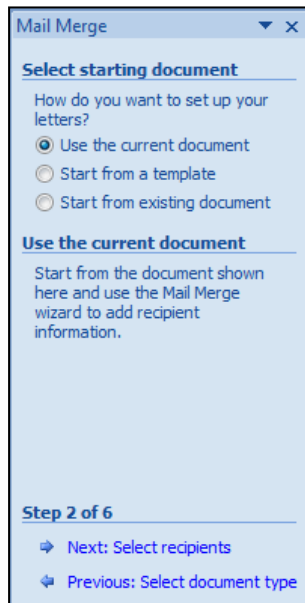 Mail Merge
Select starting document
How do you want to set up your
letters?
Use the current document
Start from a template
Start from existing document
Use the current document
Start from the document shown
here and use the Mail Merge
wizard to add recipient
information.
Step 2 of 6
Next: Select recipients
Previous: Select document type